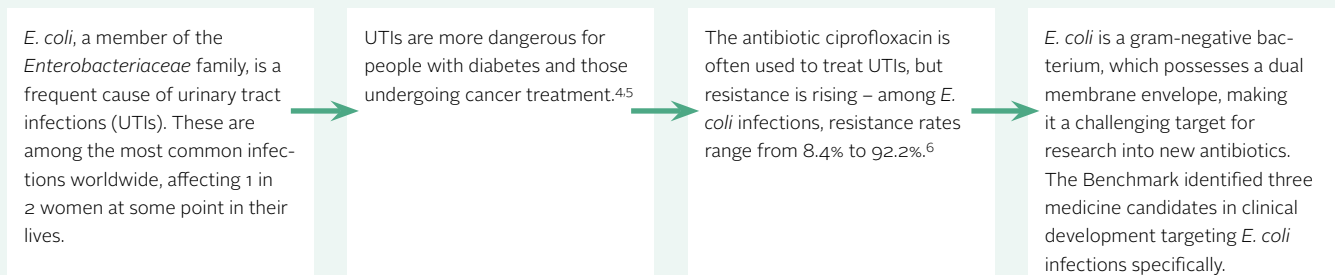 E. coli, a member of the
Enterobacteriaceae family, is a
frequent cause of urinary tract
infections (UTIs). These are
among the most common infec-
tions worldwide, affecting 1 in
2 women at some point in their
lives.
UTIs are more dangerous for
people with diabetes and those
undergoing cancer treatment.4,5
The antibiotic ciprofloxacin is
often used to treat UTIs, but
resistance is rising – among E.
coli infections, resistance rates
range from 8.4% to 92.2%.6
E. coli is a gram-negative bac-
terium, which possesses a dual
membrane envelope, making
it a challenging target for
research into new antibiotics.
The Benchmark identified three
medicine candidates in clinical
development targeting E. coli
infections specifically.